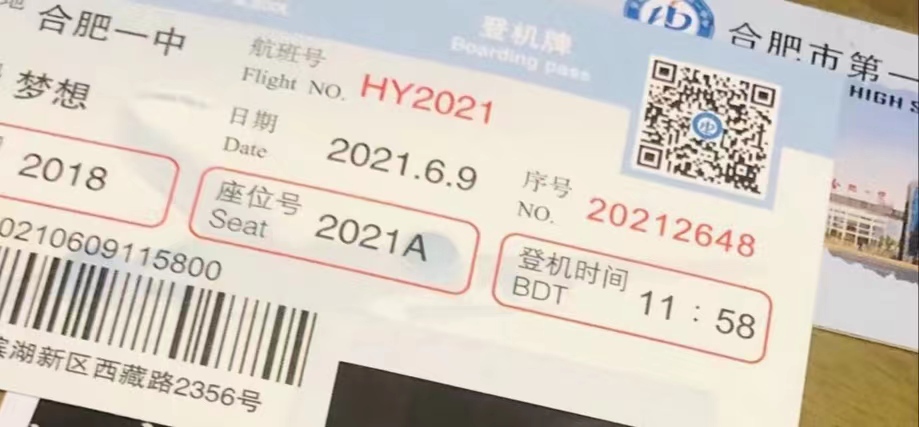 合肥一中
登机牌
Boarding pass
合肥市第一
HIGH S
航班号
Flight NO. HY2021
梦想
日期
Date 2021.6.9
2018
座位号
Seat 2021A
序号
NO. 20212648
登机时间
BDT 11:58
0210609115800
滨湖新区西藏路2356号